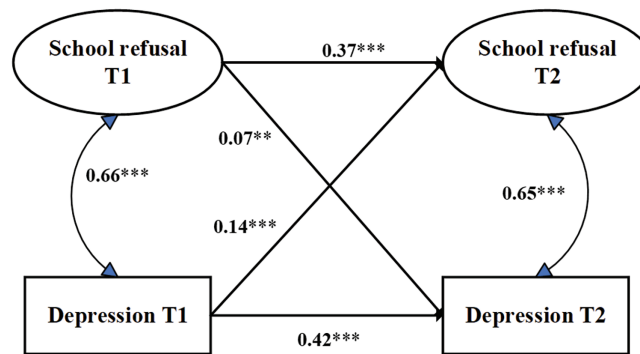 School refusal
T1
School refusal
T2
0.37***
0.07**
0.66***
0.65***
0.14***
Depression T1
Depression T2
0.42***